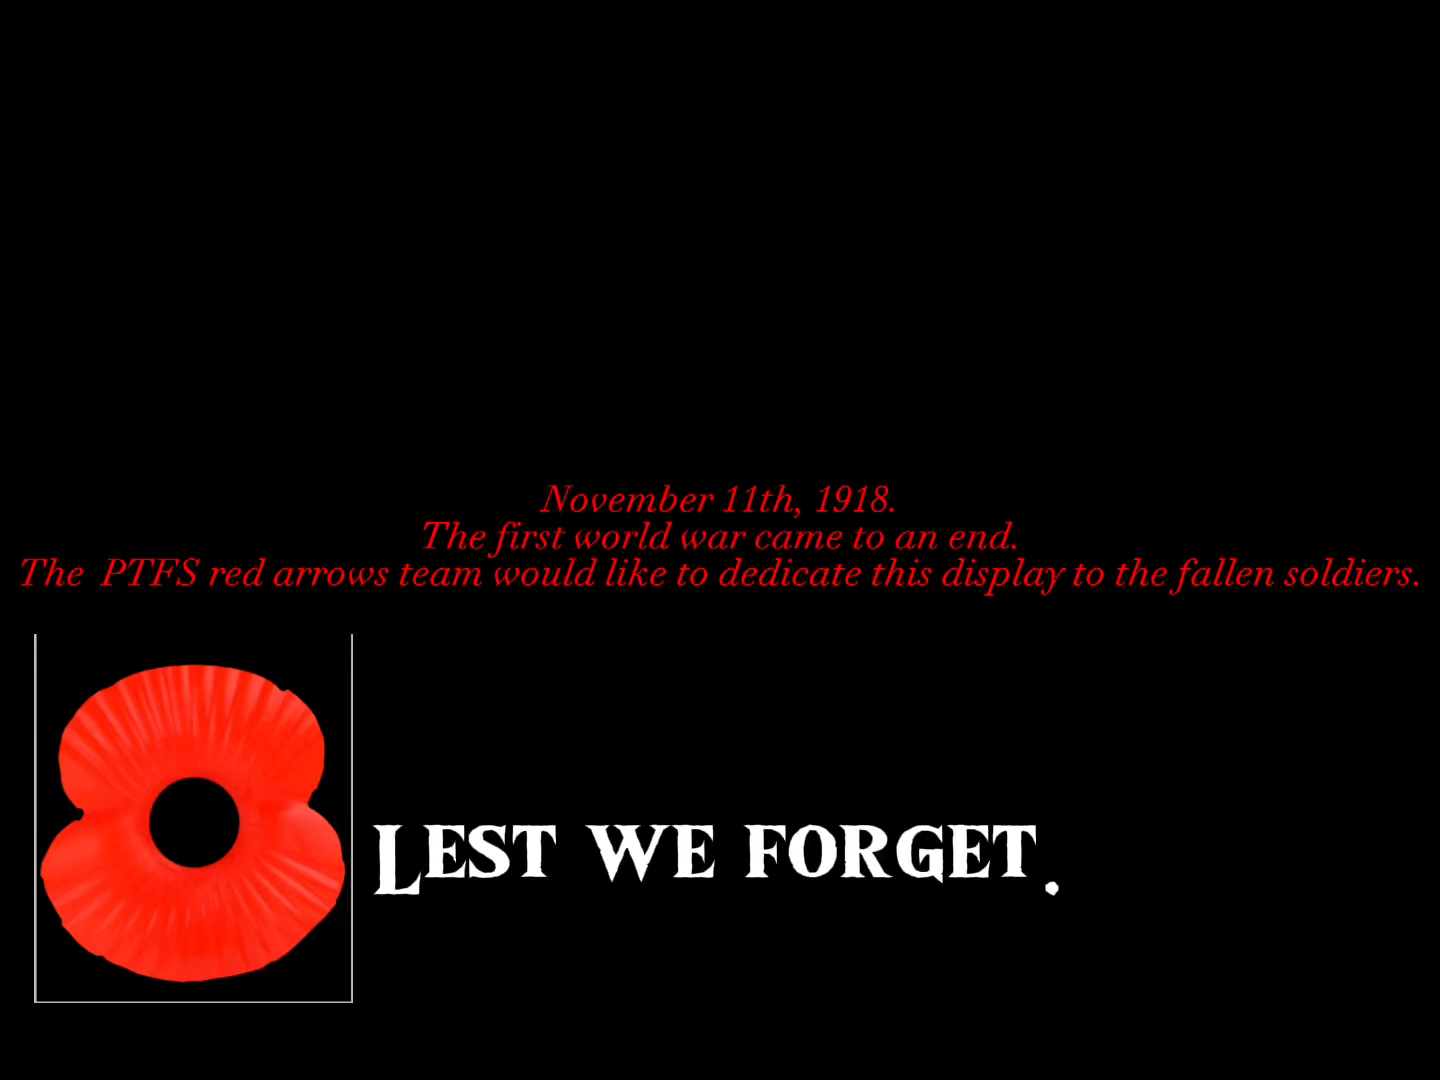 November 11th, 1918.
The first world war came to an end.
The PTFS red arrows team would like to dedicate this display to the fallen soldiers.
Lest we forget.